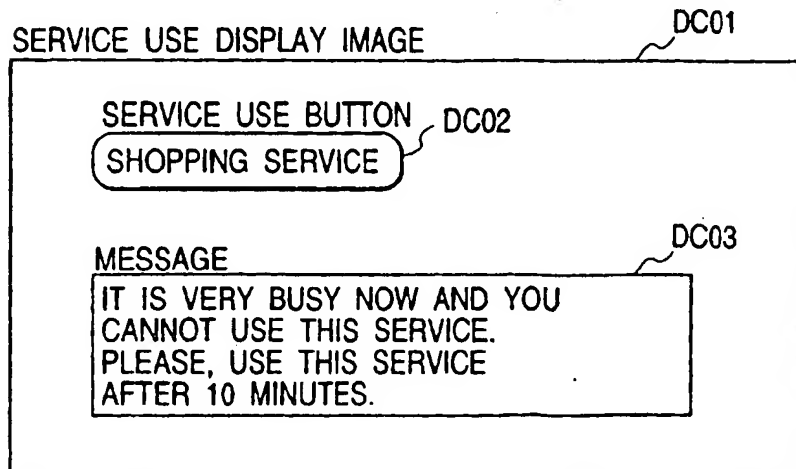 DC01
SERVICE USE DISPLAY IMAGE
SERVICE USE BUTTON
DC02
SHOPPING SERVICE
DC03
MESSAGE
IT IS VERY BUSY NOW AND YOU
CANNOT USE THIS SERVICE.
PLEASE, USE THIS SERVICE
AFTER 10 MINUTES.